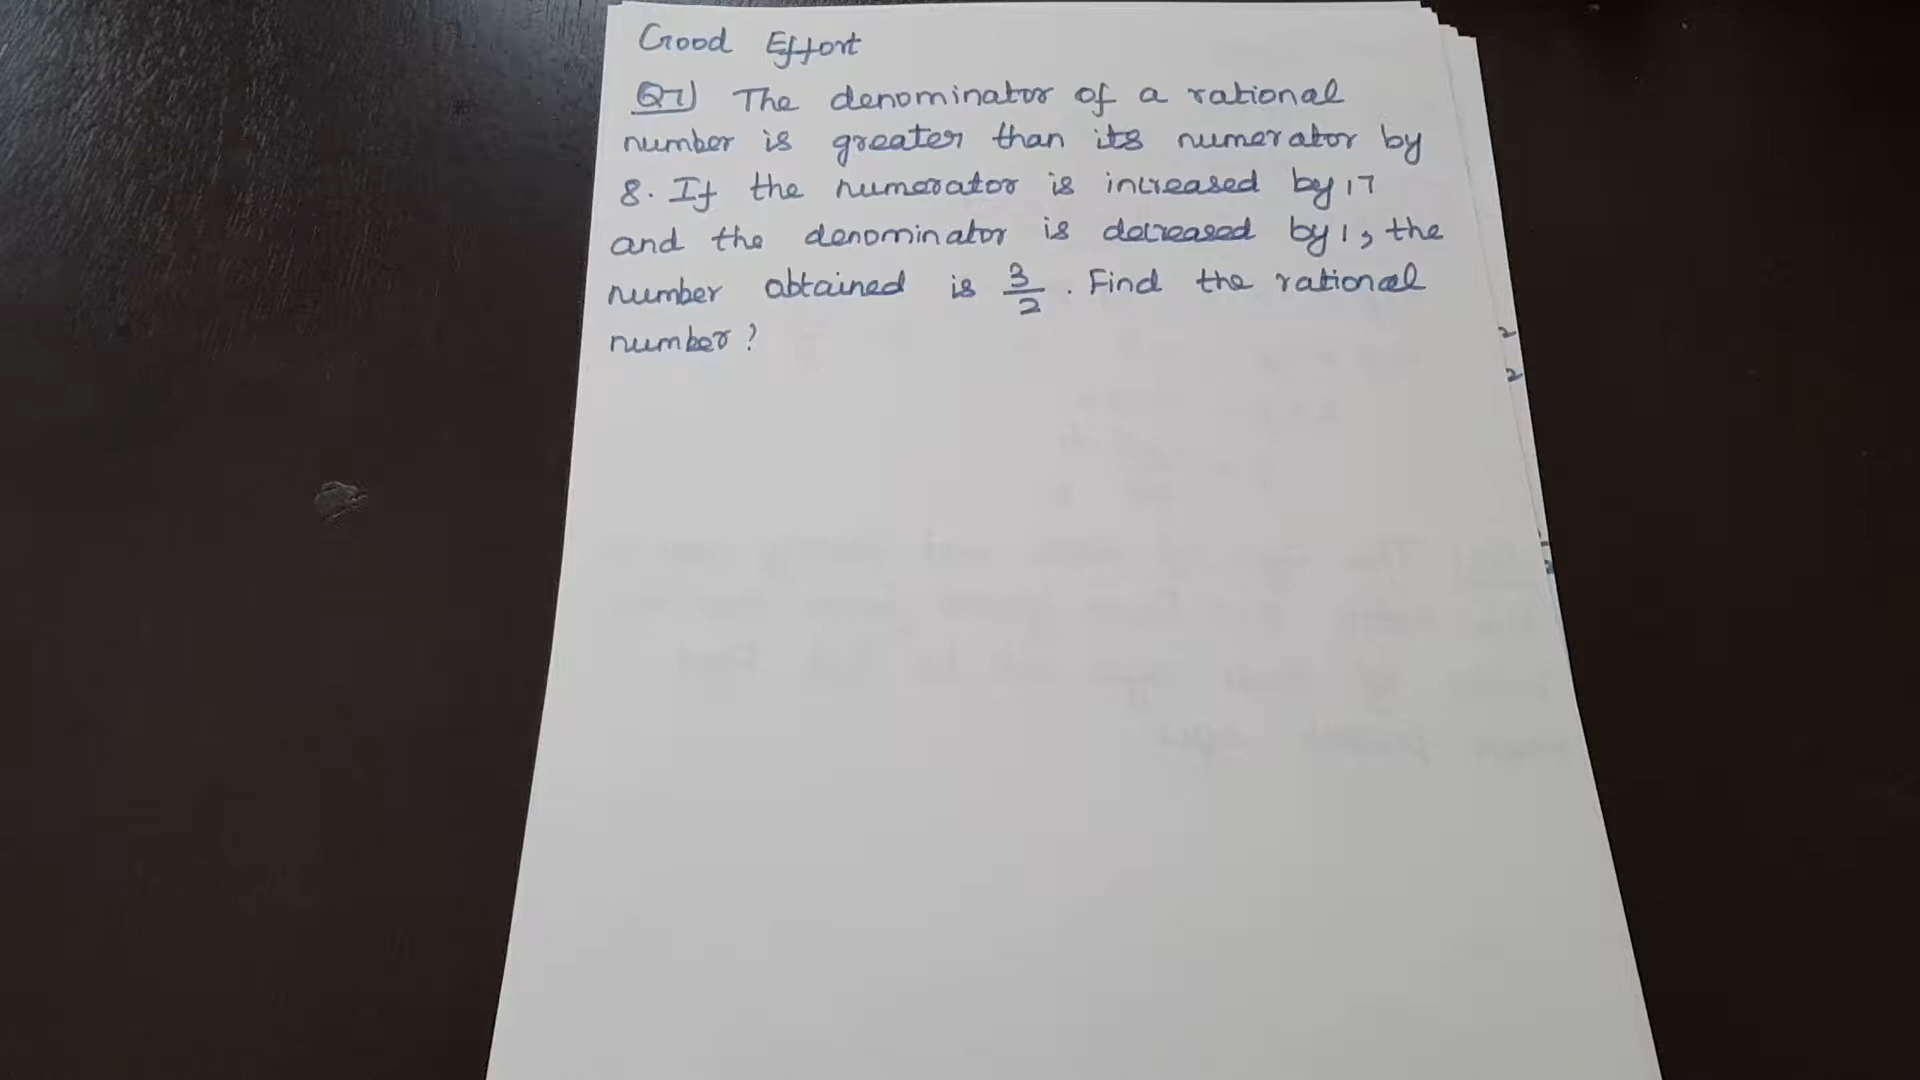 Good Effort
Q7) The denominator of a rational
number is greater than its numerator by
8. If the numerator is increased by 17
and the denominator is decreased by 1, the
number obtained is 3/2. Find the rational
number?